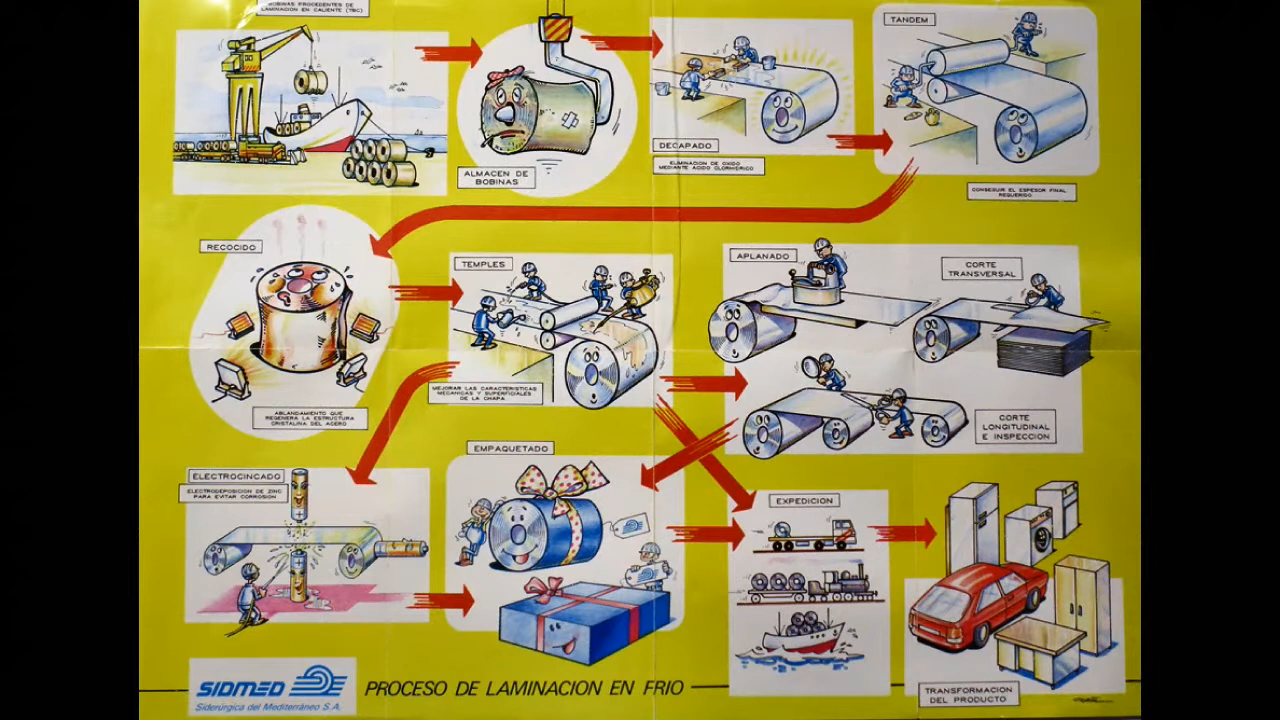 BOBINAS PROCEDENTES DE
LAMINACION EN CALIENTE (TBC)
ALMACEN DE
BOBINAS
DECAPADO
ELIMINACION DE OXIDO
MEDIANTE ACIDO CLORHIDRICO
TANDEM
CONSEGUIR EL ESPESOR FINAL
REQUERIDO
RECOCIDO
ABLANDAMIENTO QUE
REGENERA LA ESTRUCTURA
CRISTALINA DEL ACERO
TEMPLES
MEJORAR LAS CARACTERISTICAS
MECANICAS Y SUPERFICIALES
DE LA CHAPA
APLANADO
CORTE
TRANSVERSAL
CORTE
LONGITUDINAL
E INSPECCION
ELECTROCINCADO
ELECTRODEPOSICION DE ZINC
PARA EVITAR CORROSION
EMPAQUETADO
EXPEDICION
TRANSFORMACION
DEL PRODUCTO
SIDMED
Siderúrgica del Mediterráneo S.A.
PROCESO DE LAMINACION EN FRIO